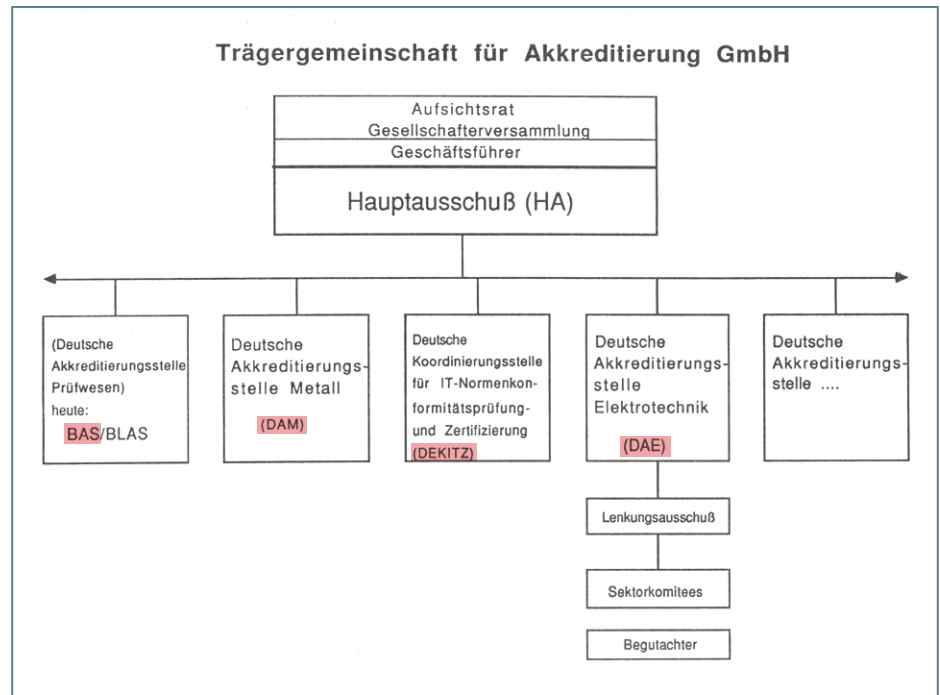 Trägergemeinschaft für Akkreditierung GmbH
Aufsichtsrat
Gesellschafterversammlung
Geschäftsführer
Hauptausschuß (HA)
(Deutsche
Akkreditierungsstelle
Prüfwesen)
heute:
BAS/BLAS
Deutsche
Akkreditierungs-
stelle Metall
(DAM)
Deutsche
Koordinierungsstelle
für IT-Normenkon-
formitätsprüfung-
und Zertifizierung
(DEKITZ)
Deutsche
Akkreditierungs-
stelle
Elektrotechnik
(DAE)
Deutsche
Akkreditierungs-
stelle ....
Lenkungsausschuß
Sektorkomitees
Begutachter